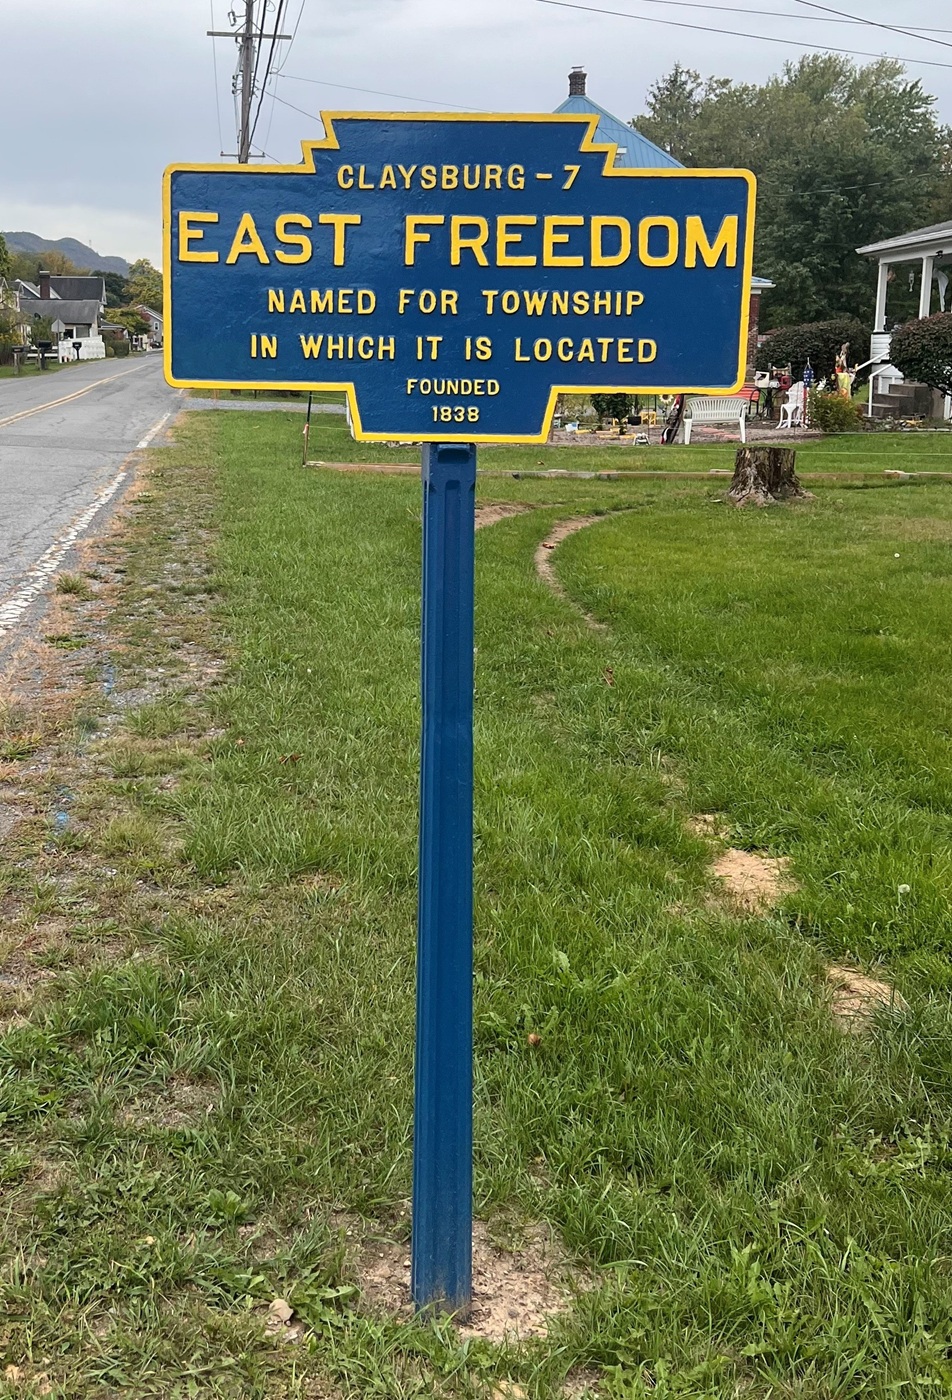 CLAYSBURG - 7
EAST FREEDOM
NAMED FOR TOWNSHIP
IN WHICH IT IS LOCATED
FOUNDED
1838